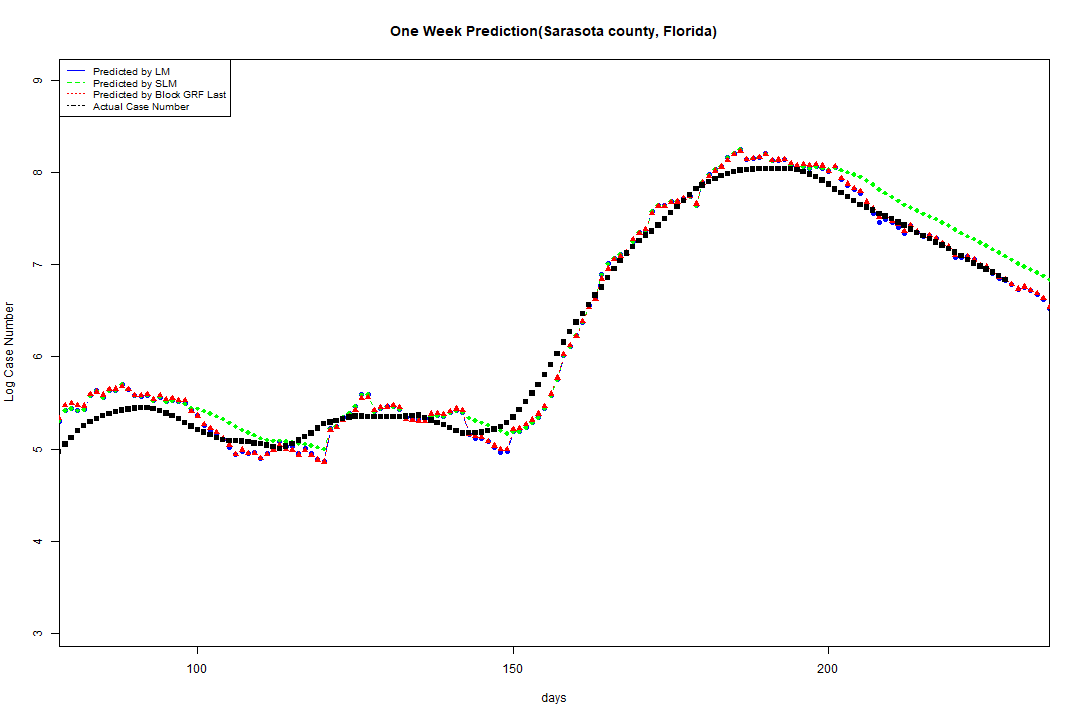 One Week Prediction(Sarasota county, Florida)
Predicted by LM
Predicted by SLM
Predicted by Block GRF Last
Actual Case Number
Log Case Number
9
8
7
6
5
4
3
100 150 200
days